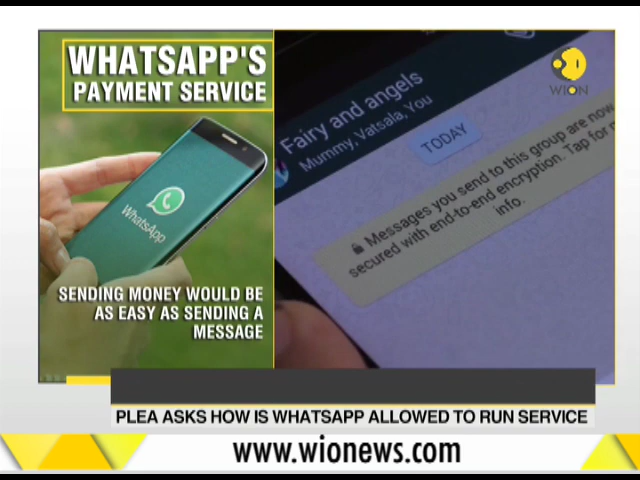 WHATSAPP'S
PAYMENT SERVICE
WhatsApp
SENDING MONEY WOULD BE
AS EASY AS SENDING A
MESSAGE
WION
Fairy and angels
Mummy, Vatsala, You
TODAY
Messages you send to this group are now
secured with end-to-end encryption. Tap for
info.
PLEA ASKS HOW IS WHATSAPP ALLOWED TO RUN SERVICE
www.wionews.com